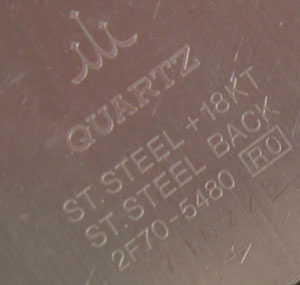 QUARTZ
ST. STEEL +18KT
ST. STEEL BACK
2F70-5480 R0